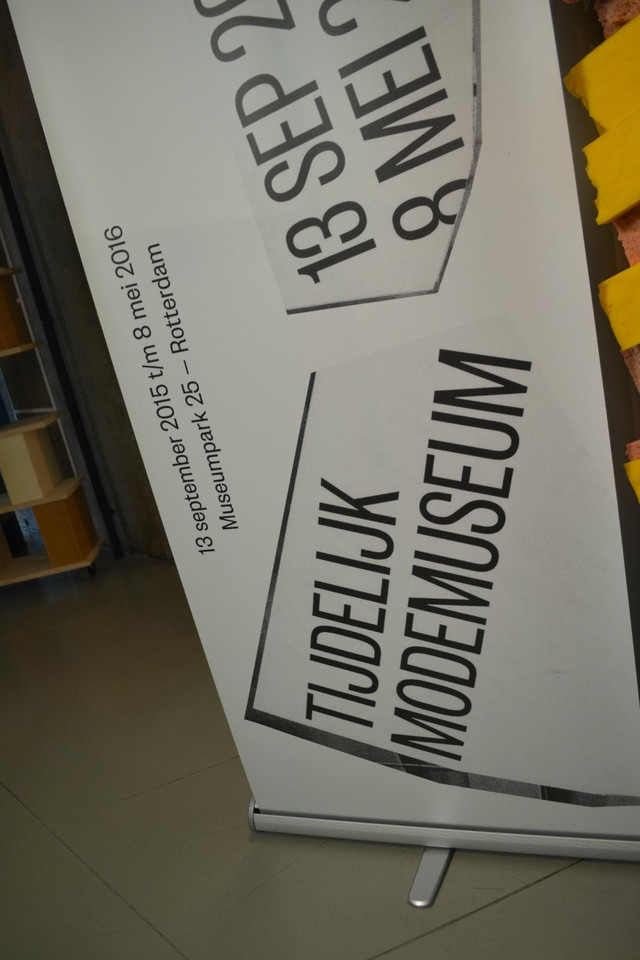 13 SEP
8 MEI
13 september 2015 t/m 8 mei 2016
Museumpark 25 – Rotterdam
TIJDELIJK
MODEMUSEUM